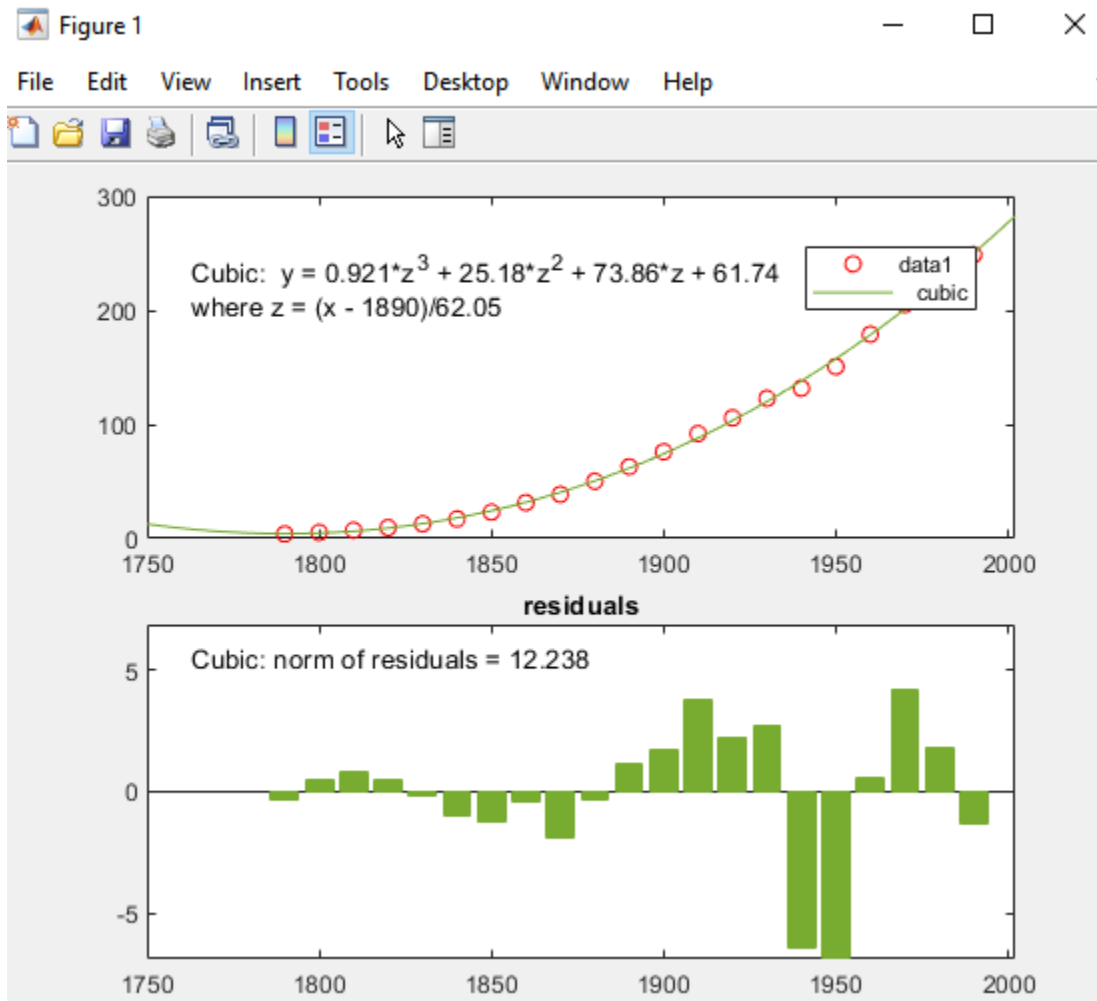 Figure 1
File Edit View Insert Tools Desktop Window Help
300
200
100
0
Cubic: y = 0.921*z^3 + 25.18*z^2 + 73.86*z + 61.74
where z = (x - 1890)/62.05
data1
cubic
1750 1800 1850 1900 1950 2000
residuals
Cubic: norm of residuals = 12.238
5
0
-5
1750 1800 1850 1900 1950 2000